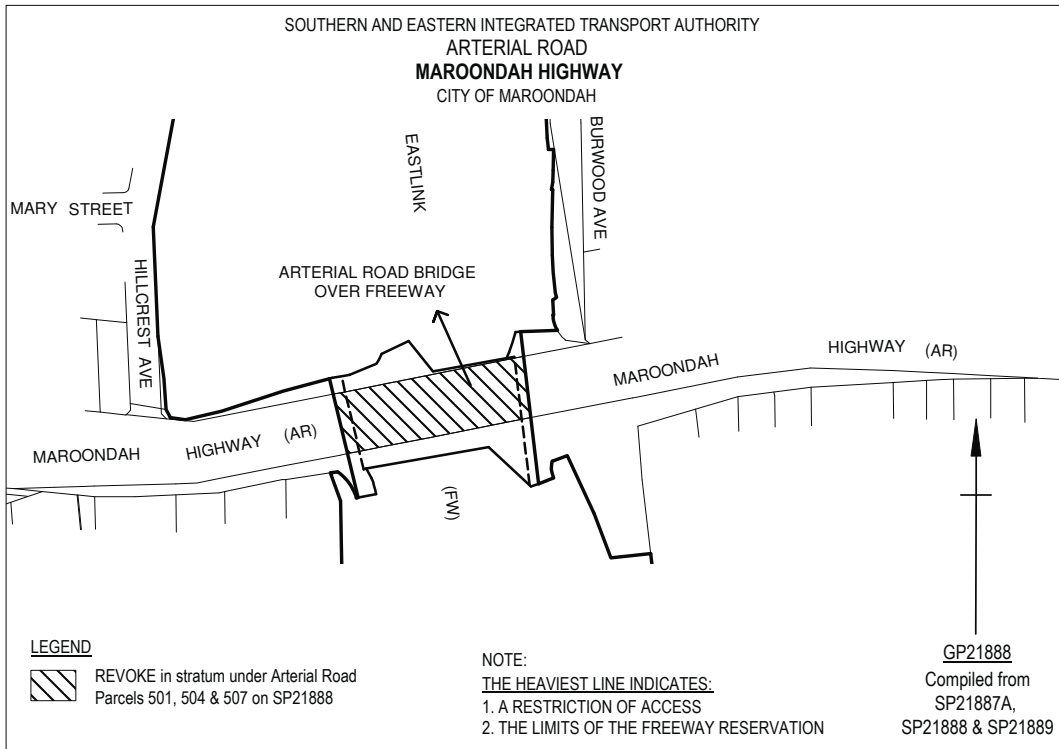 SOUTHERN AND EASTERN INTEGRATED TRANSPORT AUTHORITY
ARTERIAL ROAD
MAROONDAH HIGHWAY
CITY OF MAROONDAH
EASTLINK
BURWOOD AVE
MARY STREET
HILLCREST AVE
ARTERIAL ROAD BRIDGE
OVER FREEWAY
MAROONDAH HIGHWAY (AR)
MAROONDAH HIGHWAY (AR)
(FW)
LEGEND
REVOKE in stratum under Arterial Road
Parcels 501, 504 & 507 on SP21888
NOTE:
THE HEAVIEST LINE INDICATES:
1. A RESTRICTION OF ACCESS
2. THE LIMITS OF THE FREEWAY RESERVATION
GP21888
Compiled from
SP21887A,
SP21888 & SP21889